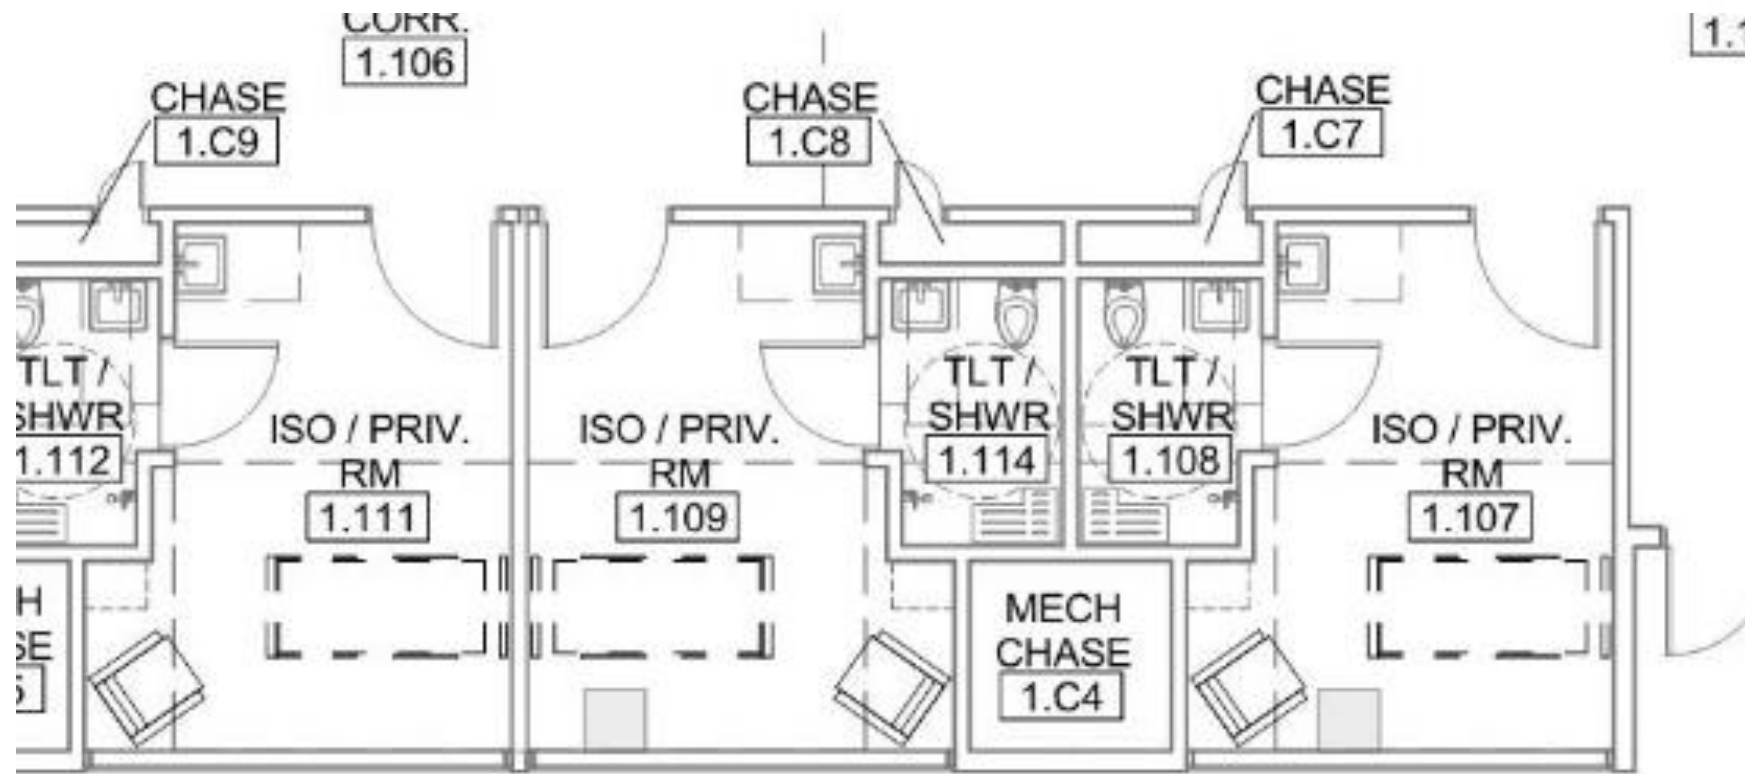 CORR.
1.106
CHASE
1.C9
CHASE
1.C8
CHASE
1.C7
TLT /
SHWR
1.112
ISO / PRIV.
RM
1.111
ISO / PRIV.
RM
1.109
TLT /
SHWR
1.114
TLT /
SHWR
1.108
ISO / PRIV.
RM
1.107
MECH
CHASE
1.C4